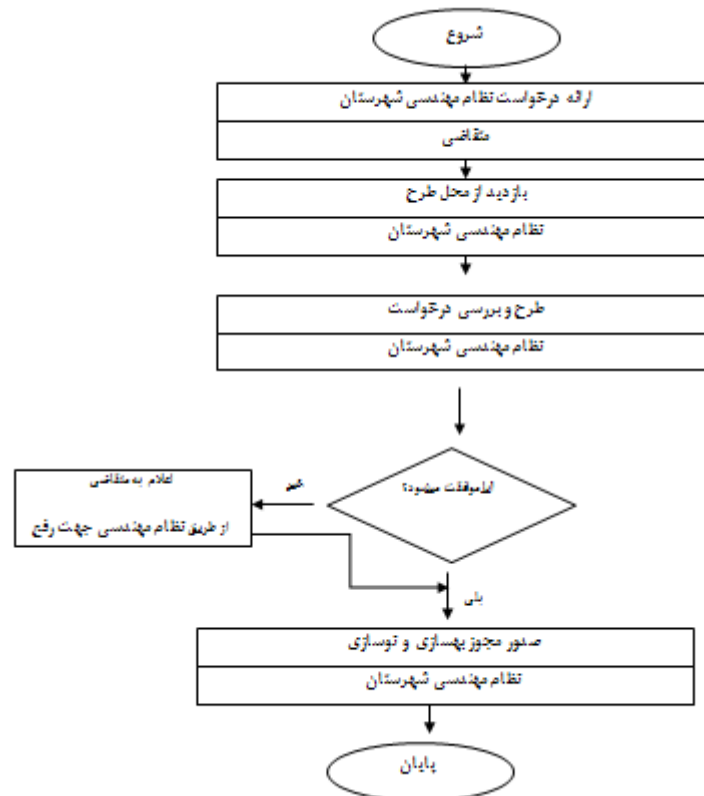 شروع
ارائه درخواست نظام مهندسی شهرستان
متقاضی
بازدید از محل طرح
نظام مهندسی شهرستان
طرح و بررسی درخواست
نظام مهندسی شهرستان
آیا موافقت میشود؟
خیر
اعلام به متقاضی
از طریق نظام مهندسی جهت رفع
بلی
صدور مجوز بهسازی و نوسازی
نظام مهندسی شهرستان
پایان